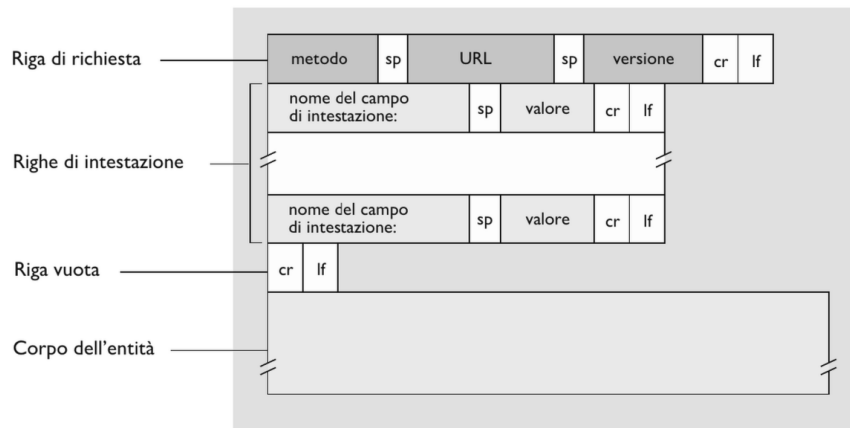 Riga di richiesta
metodo sp URL sp versione cr lf
nome del campo
di intestazione: sp valore cr lf
Righe di intestazione
nome del campo
di intestazione: sp valore cr lf
Riga vuota
cr lf
Corpo dell'entità